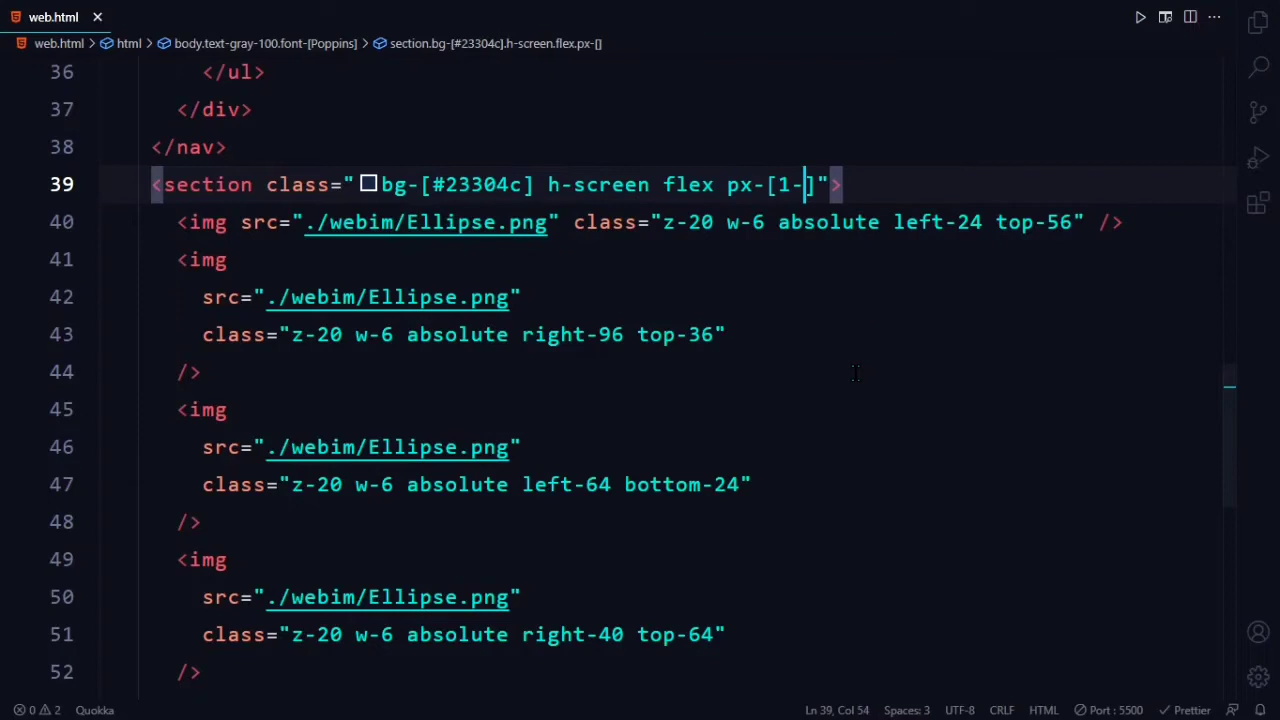 web.html
web.html > html > body.text-gray-100.font-[Poppins] > section.bg-[#23304c].h-screen.flex.px-[]
36 </ul>
37 </div>
38 </nav>
39 <section class="bg-[#23304c] h-screen flex px-[1-]">
40 <img src="./webim/Ellipse.png" class="z-20 w-6 absolute left-24 top-56" />
41 <img
42 src="./webim/Ellipse.png"
43 class="z-20 w-6 absolute right-96 top-36"
44 />
45 <img
46 src="./webim/Ellipse.png"
47 class="z-20 w-6 absolute left-64 bottom-24"
48 />
49 <img
50 src="./webim/Ellipse.png"
51 class="z-20 w-6 absolute right-40 top-64"
52 />
0 2 Quokka Ln 39, Col 54 Spaces: 3 UTF-8 CRLF HTML Port : 5500 Prettier